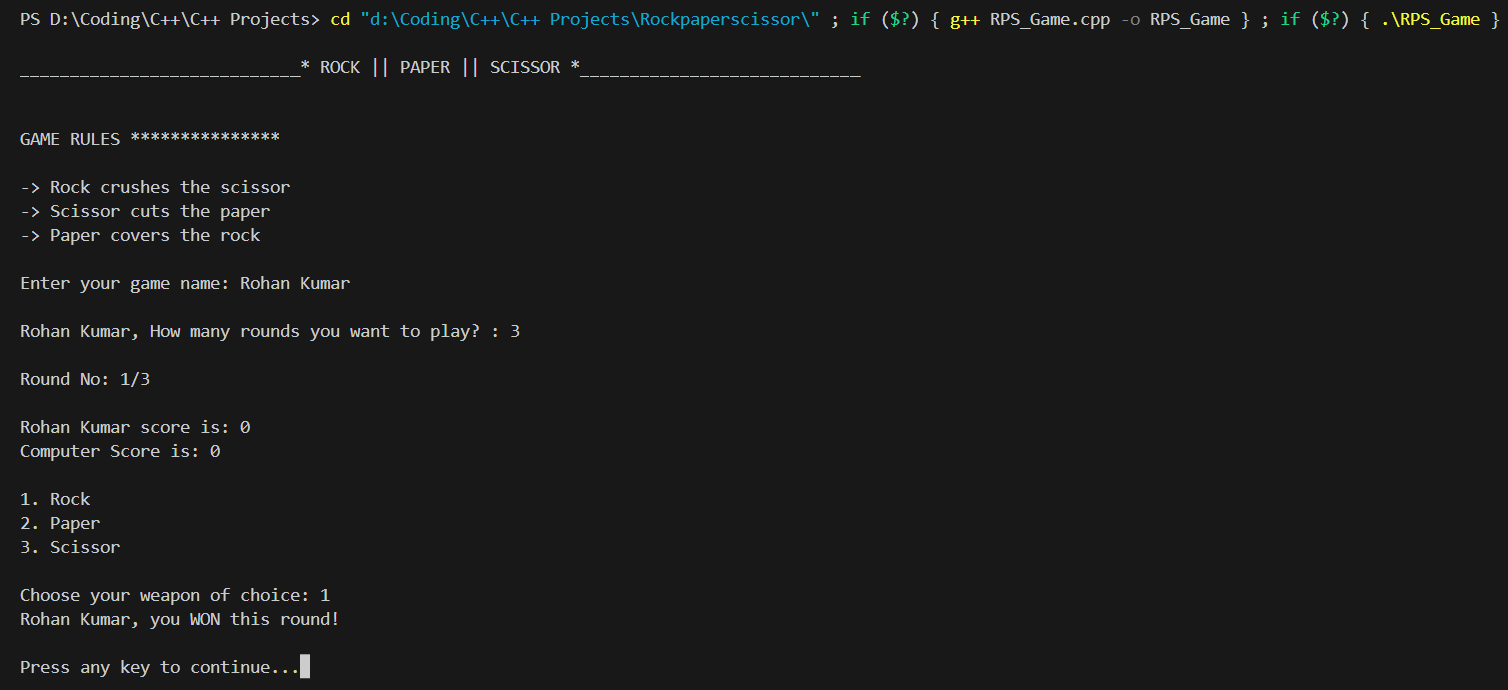 PS D:\Coding\C++\C++ Projects> cd "d:\Coding\C++\C++ Projects\Rockpaperscissor\" ; if ($?) { g++ RPS_Game.cpp -o RPS_Game } ; if ($?) { .\RPS_Game }
____________________________* ROCK || PAPER || SCISSOR *____________________________
GAME RULES ***************
-> Rock crushes the scissor
-> Scissor cuts the paper
-> Paper covers the rock
Enter your game name: Rohan Kumar
Rohan Kumar, How many rounds you want to play? : 3
Round No: 1/3
Rohan Kumar score is: 0
Computer Score is: 0
1. Rock
2. Paper
3. Scissor
Choose your weapon of choice: 1
Rohan Kumar, you WON this round!
Press any key to continue...